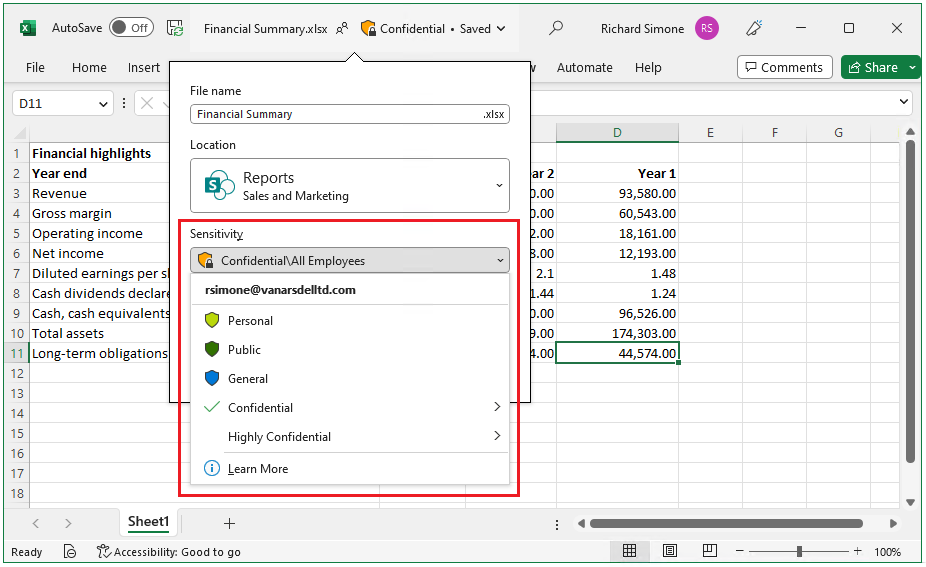 AutoSave Off Financial Summary.xlsx Confidential • Saved Richard Simone RS
File Home Insert Automate Help Comments Share
D11
File name
Financial Summary .xlsx
Location
Reports
Sales and Marketing
Sensitivity
Confidential\All Employees
rsimone@vanarsdelltd.com
Personal
Public
General
Confidential
Highly Confidential
Learn More
D E F G
1 Financial highlights
2 Year end ear 2 Year 1
3 Revenue 0.00 93,580.00
4 Gross margin 0.00 60,543.00
5 Operating income 2.00 18,161.00
6 Net income 8.00 12,193.00
7 Diluted earnings per sh 2.1 1.48
8 Cash dividends declare 1.44 1.24
9 Cash, cash equivalents 0.00 96,526.00
10 Total assets 9.00 174,303.00
11 Long-term obligations 4.00 44,574.00
12
13
14
15
16
17
18
Sheet1
Ready Accessibility: Good to go 100%